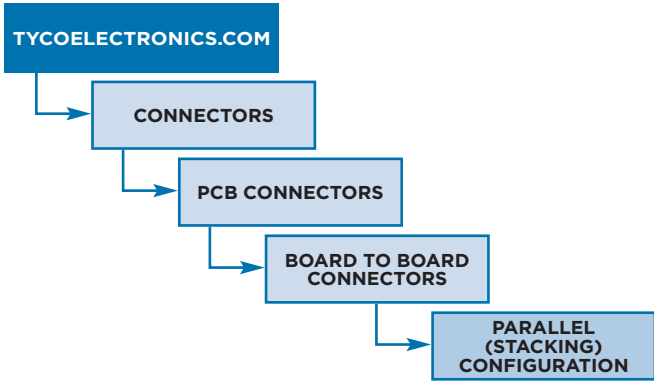 TYCOELECTRONICS.COM
CONNECTORS
PCB CONNECTORS
BOARD TO BOARD
CONNECTORS
PARALLEL
(STACKING)
CONFIGURATION